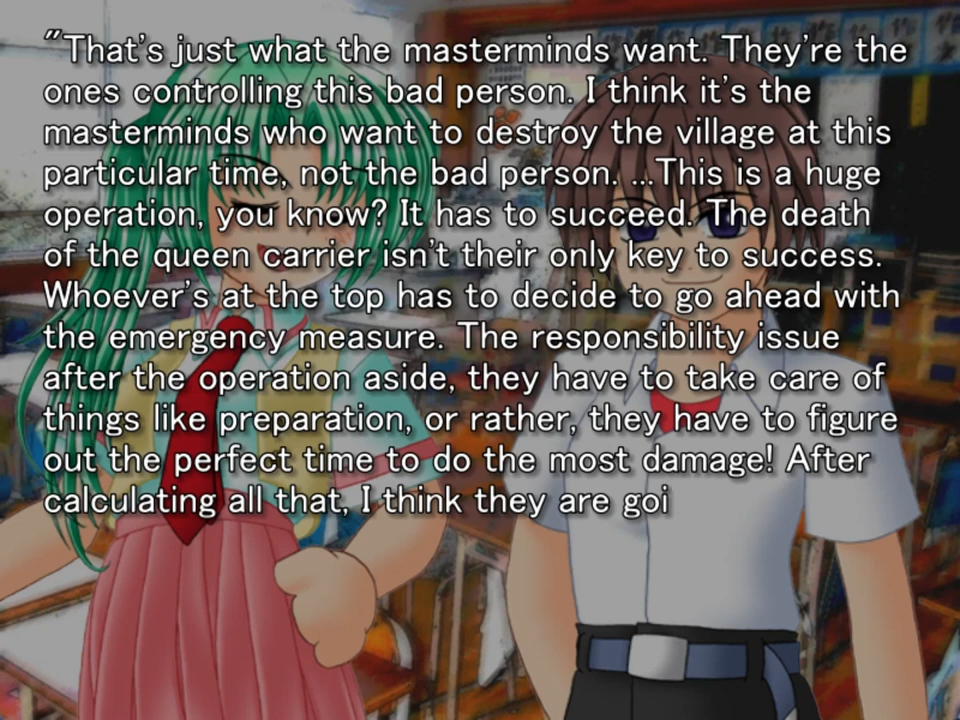 "That's just what the masterminds want. They're the
ones controlling this bad person. I think it's the
masterminds who want to destroy the village at this
particular time, not the bad person. ...This is a huge
operation, you know? It has to succeed. The death
of the queen carrier isn't their only key to success.
Whoever's at the top has to decide to go ahead with
the emergency measure. The responsibility issue
after the operation aside, they have to take care of
things like preparation, or rather, they have to figure
out the perfect time to do the most damage! After
calculating all that, I think they are goi